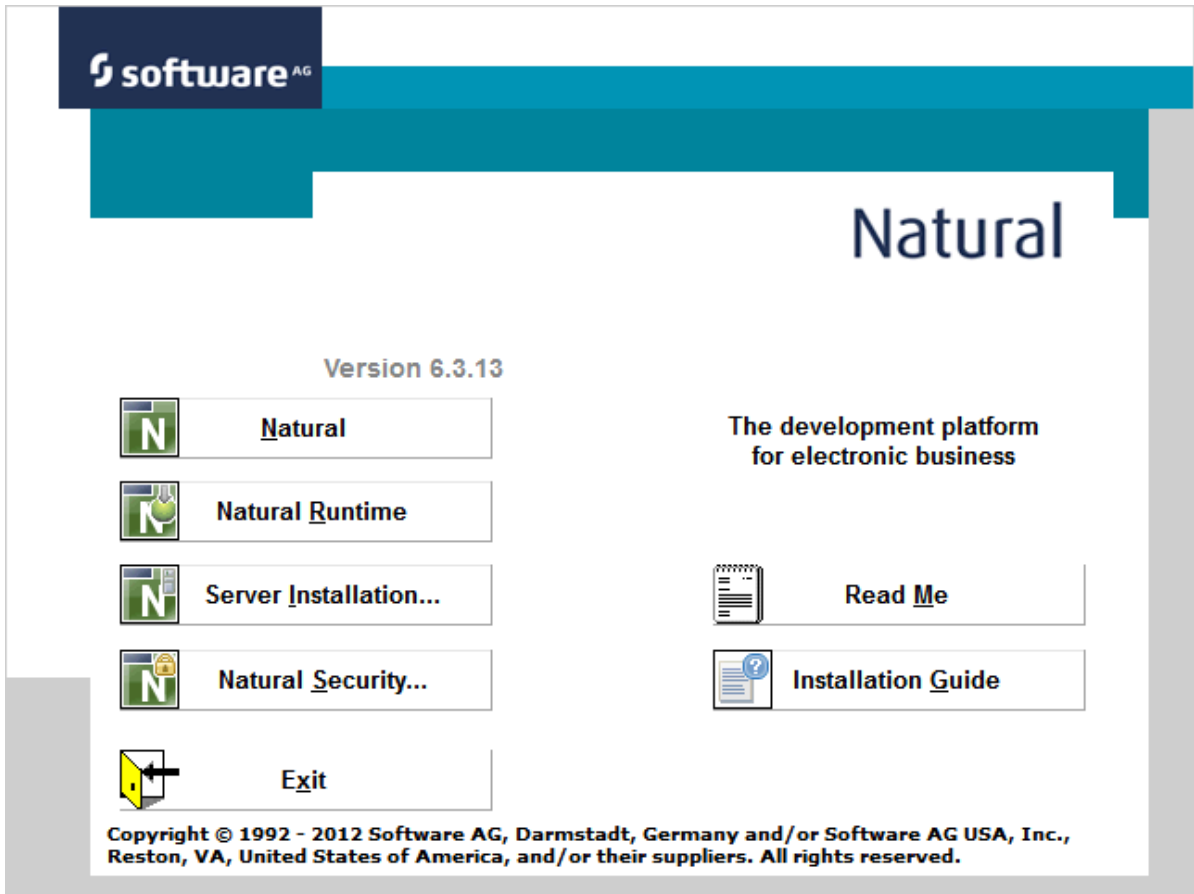 software AG
Natural
Version 6.3.13
Natural
The development platform
for electronic business
Natural Runtime
Server Installation...
Read Me
Natural Security...
Installation Guide
Exit
Copyright © 1992 - 2012 Software AG, Darmstadt, Germany and/or Software AG USA, Inc.,
Reston, VA, United States of America, and/or their suppliers. All rights reserved.